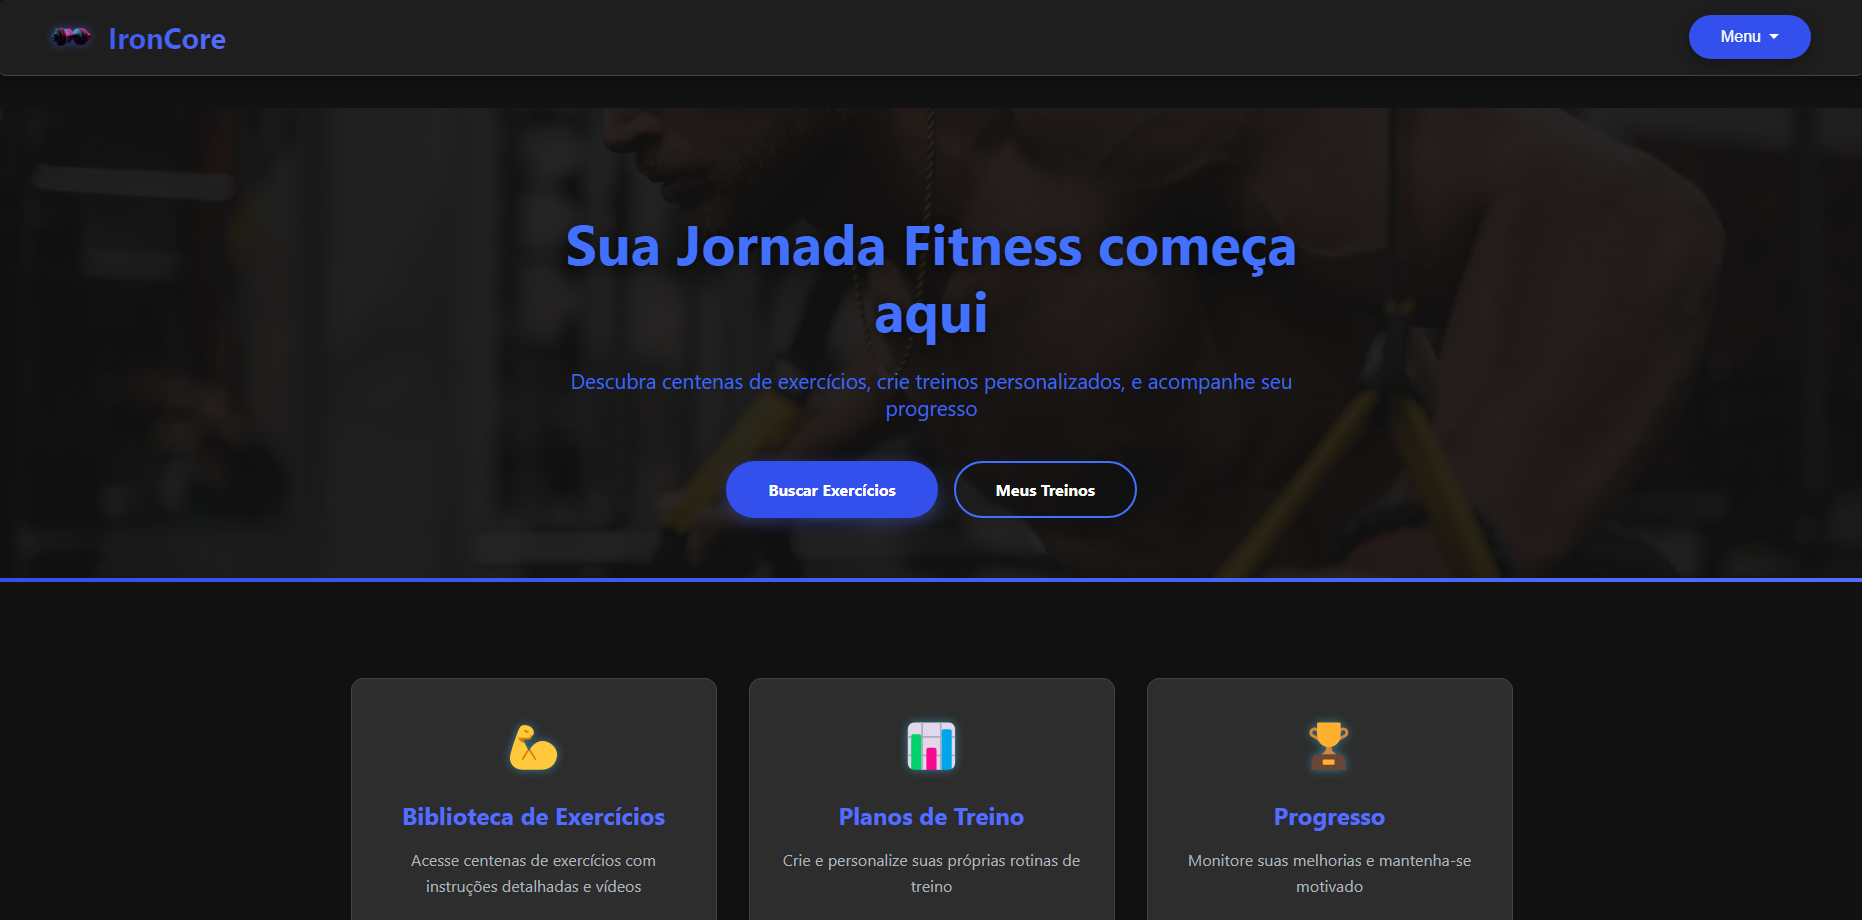 IronCore
Menu
Sua Jornada Fitness começa
aqui
Descubra centenas de exercícios, crie treinos personalizados, e acompanhe seu
progresso
Buscar Exercícios
Meus Treinos
Biblioteca de Exercícios
Acesse centenas de exercícios com
instruções detalhadas e vídeos
Planos de Treino
Crie e personalize suas próprias rotinas de
treino
Progresso
Monitore suas melhorias e mantenha-se
motivado